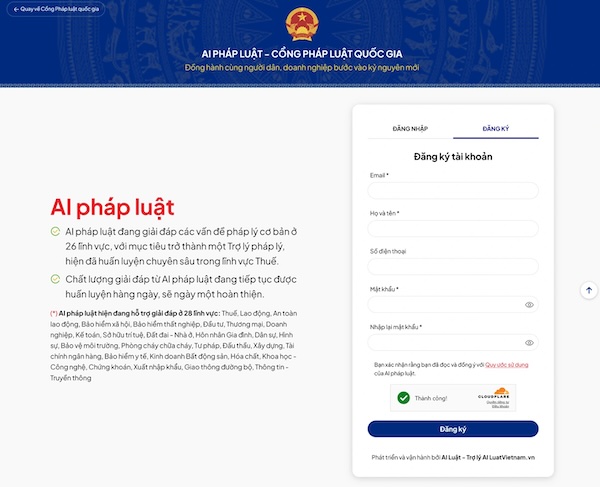 ← Quay về Cổng Pháp luật quốc gia
AI PHÁP LUẬT - CỔNG PHÁP LUẬT QUỐC GIA
Đồng hành cùng người dân, doanh nghiệp bước vào kỷ nguyên mới
AI pháp luật
AI pháp luật đang giải đáp các vấn đề pháp lý cơ bản ở
26 lĩnh vực, với mục tiêu trở thành một Trợ lý pháp lý,
hiện đã huấn luyện chuyên sâu trong lĩnh vực Thuế.
Chất lượng giải đáp từ AI pháp luật đang tiếp tục được
huấn luyện hàng ngày, sẽ ngày một hoàn thiện.
(*) AI pháp luật hiện đang hỗ trợ giải đáp ở 28 lĩnh vực: Thuế, Lao động, An toàn
lao động, Bảo hiểm xã hội, Bảo hiểm thất nghiệp, Đầu tư, Thương mại, Doanh
nghiệp, Kế toán, Sở hữu trí tuệ, Đất đai - Nhà ở, Hôn nhân Gia đình, Dân sự, Hình
sự, Bảo vệ môi trường, Phòng cháy chữa cháy, Tư pháp, Đấu thầu, Xây dựng, Tài
chính ngân hàng, Bảo hiểm y tế, Kinh doanh Bất động sản, Hóa chất, Khoa học -
Công nghệ, Chứng khoán, Xuất nhập khẩu, Giao thông đường bộ, Thông tin -
Truyền thông
ĐĂNG NHẬP
ĐĂNG KÝ
Đăng ký tài khoản
Email *
Họ và tên *
Số điện thoại
Mật khẩu *
Nhập lại mật khẩu *
Bạn xác nhận rằng bạn đã đọc và đồng ý với Quy ước sử dụng
của AI pháp luật.
Thành công!
CLOUDFLARE
Đăng ký
Phát triển và vận hành bởi AI Luật - Trợ lý AI LuatVietnam.vn